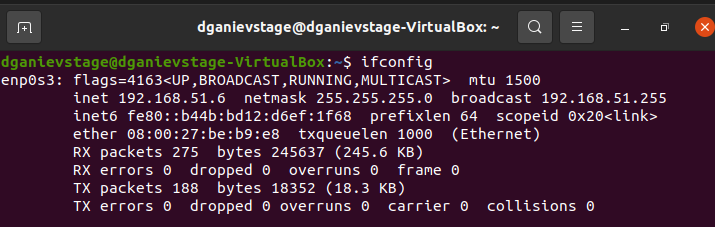 dganievstage@dganievstage-VirtualBox: ~
dganievstage@dganievstage-VirtualBox:~$ ifconfig
enp0s3: flags=4163<UP,BROADCAST,RUNNING,MULTICAST>  mtu 1500
        inet 192.168.51.6  netmask 255.255.255.0  broadcast 192.168.51.255
        inet6 fe80::b44b:bd12:d6ef:1f68  prefixlen 64  scopeid 0x20<link>
        ether 08:00:27:be:b9:e8  txqueuelen 1000  (Ethernet)
        RX packets 275  bytes 245637 (245.6 KB)
        RX errors 0  dropped 0  overruns 0  frame 0
        TX packets 188  bytes 18352 (18.3 KB)
        TX errors 0  dropped 0 overruns 0  carrier 0  collisions 0